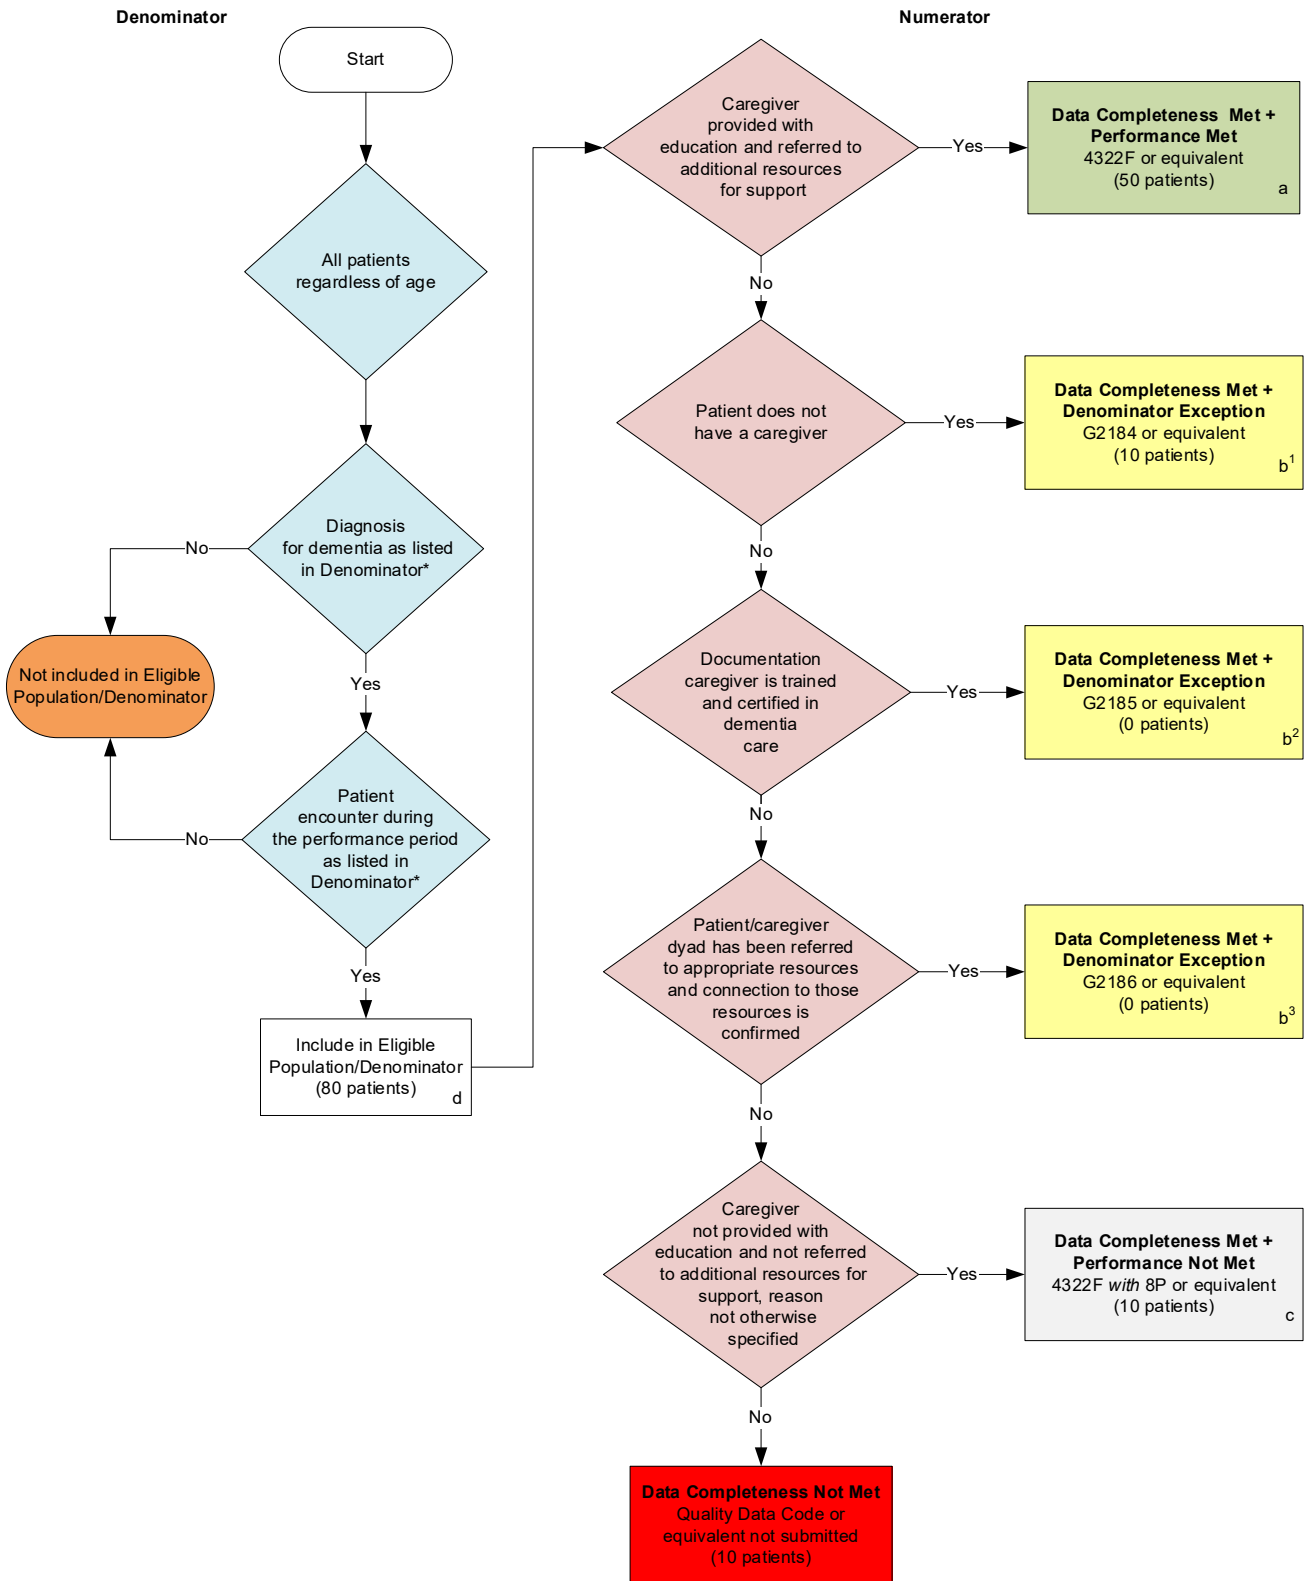 Denominator
Numerator
Start
All patients
regardless of age
Diagnosis
for dementia as listed
in Denominator*
No
Not included in Eligible
Population/Denominator
Yes
Patient
encounter during
the performance period
as listed in
Denominator*
No
Yes
Include in Eligible
Population/Denominator
(80 patients)
d
Caregiver
provided with
education and referred to
additional resources
for support
Yes
Data Completeness Met +
Performance Met
4322F or equivalent
(50 patients)
a
No
Patient does not
have a caregiver
Yes
Data Completeness Met +
Denominator Exception
G2184 or equivalent
(10 patients)
b¹
No
Documentation
caregiver is trained
and certified in
dementia
care
Yes
Data Completeness Met +
Denominator Exception
G2185 or equivalent
(0 patients)
b²
No
Patient/caregiver
dyad has been referred
to appropriate resources
and connection to those
resources is
confirmed
Yes
Data Completeness Met +
Denominator Exception
G2186 or equivalent
(0 patients)
b³
No
Caregiver
not provided with
education and not referred
to additional resources for
support, reason
not otherwise
specified
Yes
Data Completeness Met +
Performance Not Met
4322F with 8P or equivalent
(10 patients)
c
No
Data Completeness Not Met
Quality Data Code or
equivalent not submitted
(10 patients)